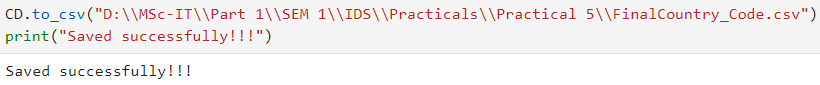 CD.to_csv("D:\\MSc-IT\\Part 1\\SEM 1\\IDS\\Practicals\\Practical 5\\FinalCountry_Code.csv")
print("Saved successfully!!!")
Saved successfully!!!